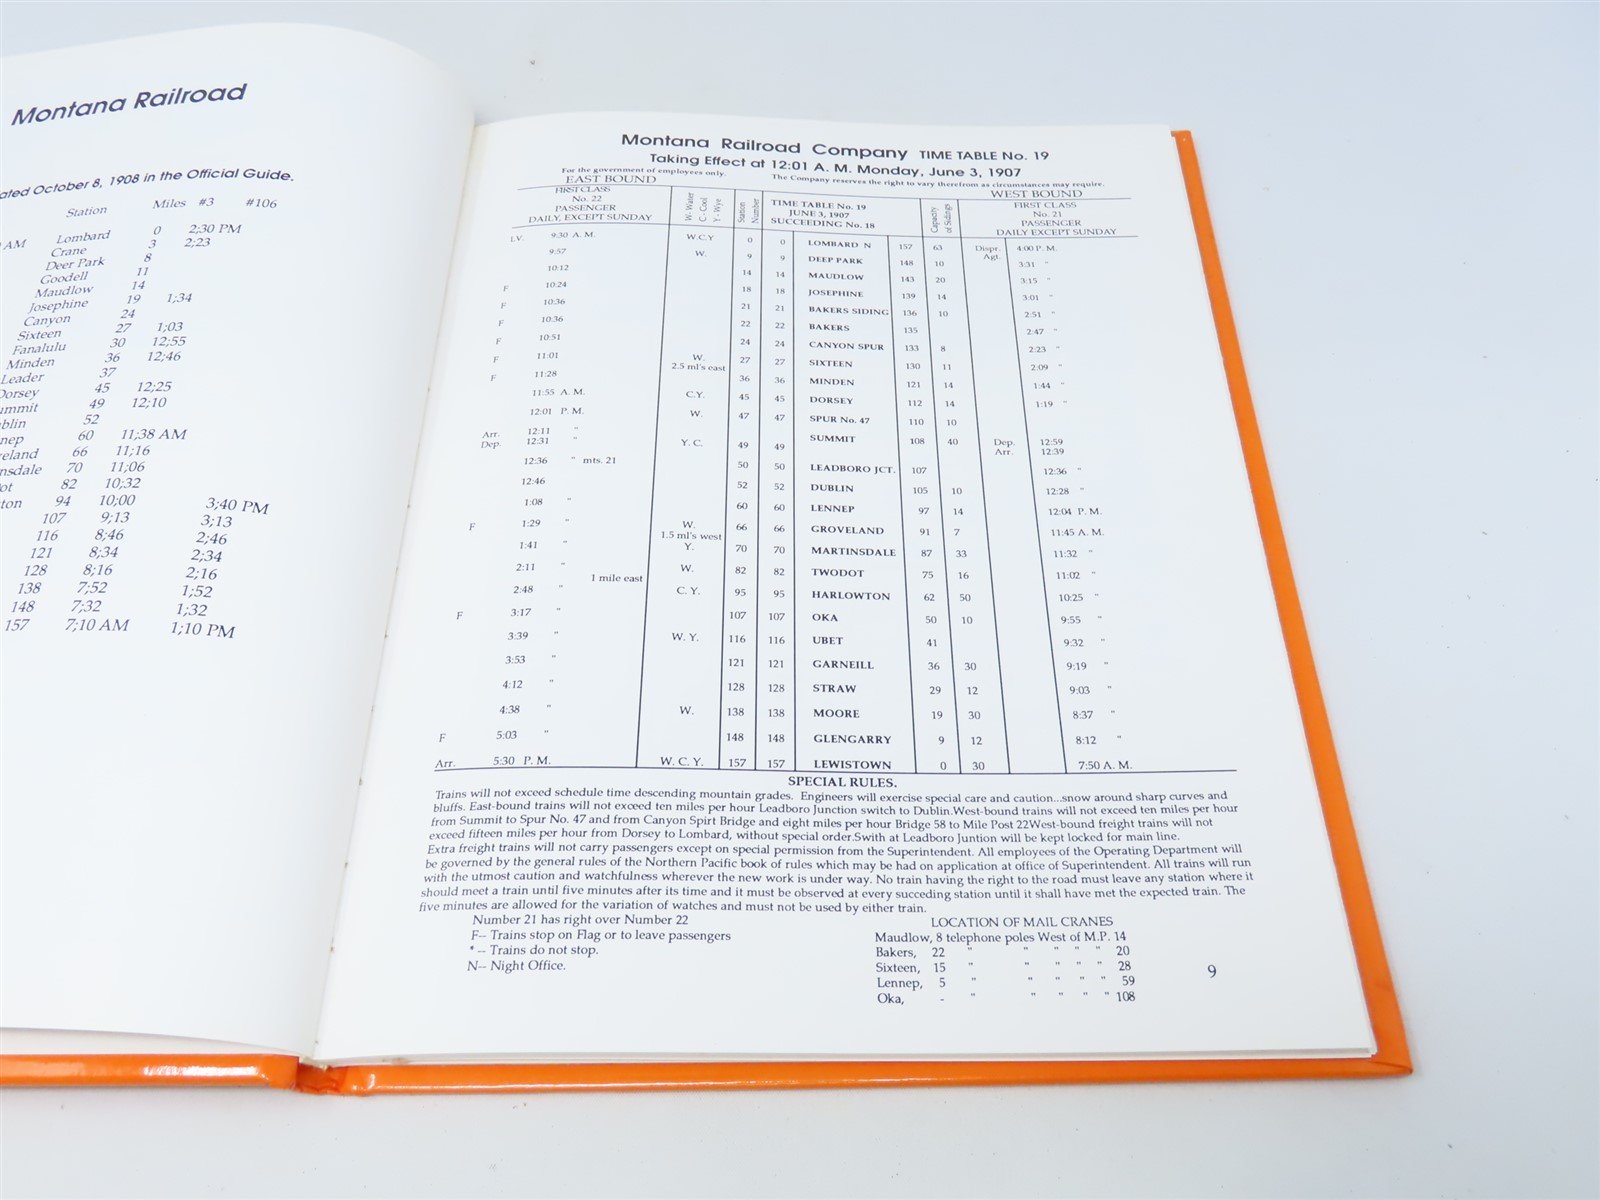 Montana Railroad
ated October 8, 1908 in the Official Guide.
Station Miles #3 #106
AM Lombard 0 2;30 PM
Crane 3 2;23
Deer Park 8
Goodell 11
Maudlow 14
Josephine 19 1;34
Canyon 24
Sixteen 27 1;03
Fanalulu 30 12;55
Minden 36 12;46
Leader 37
Dorsey 45 12;25
ummit 49 12;10
blin 52
nep 60 11;38 AM
reland 66 11;16
nsdale 70 11;06
ot 82 10;32
ton 94 10;00 3;40 PM
107 9;13 3;13
116 8;46 2;46
121 8;34 2;34
128 8;16 2;16
138 7;52 1;52
148 7;32 1;32
157 7;10 AM 1;10 PM
Montana Railroad Company TIME TABLE No. 19
Taking Effect at 12:01 A. M. Monday, June 3, 1907
For the government of employees only. The Company reserves the right to vary therefrom as circumstances may require.
EAST BOUND WEST BOUND
FIRST CLASS
No. 22
PASSENGER
DAILY, EXCEPT SUNDAY
W- Water
C - Cool
Y - Wye
Station
Number
TIME TABLE No. 19
JUNE 3, 1907
SUCCEEDING No. 18
Capacity
of Sidings
FIRST CLASS
No. 21
PASSENGER
DAILY EXCEPT SUNDAY
LV. 9:30 A. M. W.C.Y 0 0 LOMBARD N 157 63 Dispr. 4:00 P. M.
Agt.
9:57 W. 9 9 DEEP PARK 148 10 3:31 "
10:12 14 14 MAUDLOW 143 20 3:15 "
F 10:24 18 18 JOSEPHINE 139 14 3:01 "
F 10:36 21 21 BAKERS SIDING 136 10 2:51 "
F 10:36 22 22 BAKERS 135 2:47 "
F 10:51 24 24 CANYON SPUR 133 8 2:23 "
F 11:01 W. 27 27 SIXTEEN 130 11 2:09 "
2.5 ml's east
F 11:28 36 36 MINDEN 121 14 1:44 "
11:55 A. M. C.Y. 45 45 DORSEY 112 14 1:19 "
12:01 P. M. W. 47 47 SPUR No. 47 110 10
Arr. 12:11 " SUMMIT 108 40 Dep. 12:59
Dep. 12:31 " Y. C. 49 49 Arr. 12:39
12:36 " mts. 21 50 50 LEADBORO JCT. 107 12:36 "
12:46 52 52 DUBLIN 105 10 12:28 "
1:08 " 60 60 LENNEP 97 14 12:04 P. M.
F 1:29 " W. 66 66 GROVELAND 91 7 11:45 A. M.
1.5 ml's west
1:41 " Y. 70 70 MARTINSDALE 87 33 11:32 "
2:11 " W. 82 82 TWODOT 75 16 11:02 "
1 mile east
2:48 " C. Y. 95 95 HARLOWTON 62 50 10:25 "
F 3:17 " 107 107 OKA 50 10 9:55 "
3:39 " W. Y. 116 116 UBET 41 9:32 "
3:53 " 121 121 GARNEILL 36 30 9:19 "
4:12 " 128 128 STRAW 29 12 9:03 "
4:38 " W. 138 138 MOORE 19 30 8:37 "
F 5:03 " 148 148 GLENGARRY 9 12 8:12 "
Arr. 5:30 P. M. W. C. Y. 157 157 LEWISTOWN 0 30 7:50 A. M.
SPECIAL RULES.
Trains will not exceed schedule time descending mountain grades. Engineers will exercise special care and caution...snow around sharp curves and
bluffs. East-bound trains will not exceed ten miles per hour Leadboro Junction switch to Dublin.West-bound trains will not exceed ten miles per hour
from Summit to Spur No. 47 and from Canyon Spirt Bridge and eight miles per hour Bridge 58 to Mile Post 22West-bound freight trains will not
exceed fifteen miles per hour from Dorsey to Lombard, without special order.Swith at Leadboro Juntion will be kept locked for main line.
Extra freight trains will not carry passengers except on special permission from the Superintendent. All employees of the Operating Department will
be governed by the general rules of the Northern Pacific book of rules which may be had on application at office of Superintendent. All trains will run
with the utmost caution and watchfulness wherever the new work is under way. No train having the right to the road must leave any station where it
should meet a train until five minutes after its time and it must be observed at every succeding station until it shall have met the expected train. The
five minutes are allowed for the variation of watches and must not be used by either train.
Number 21 has right over Number 22
F-- Trains stop on Flag or to leave passengers
* -- Trains do not stop.
N-- Night Office.
LOCATION OF MAIL CRANES
Maudlow, 8 telephone poles West of M.P. 14
Bakers, 22 " " " " " 20
Sixteen, 15 " " " " " 28
Lennep, 5 " " " " " 59
Oka, - " " " " " 108
9